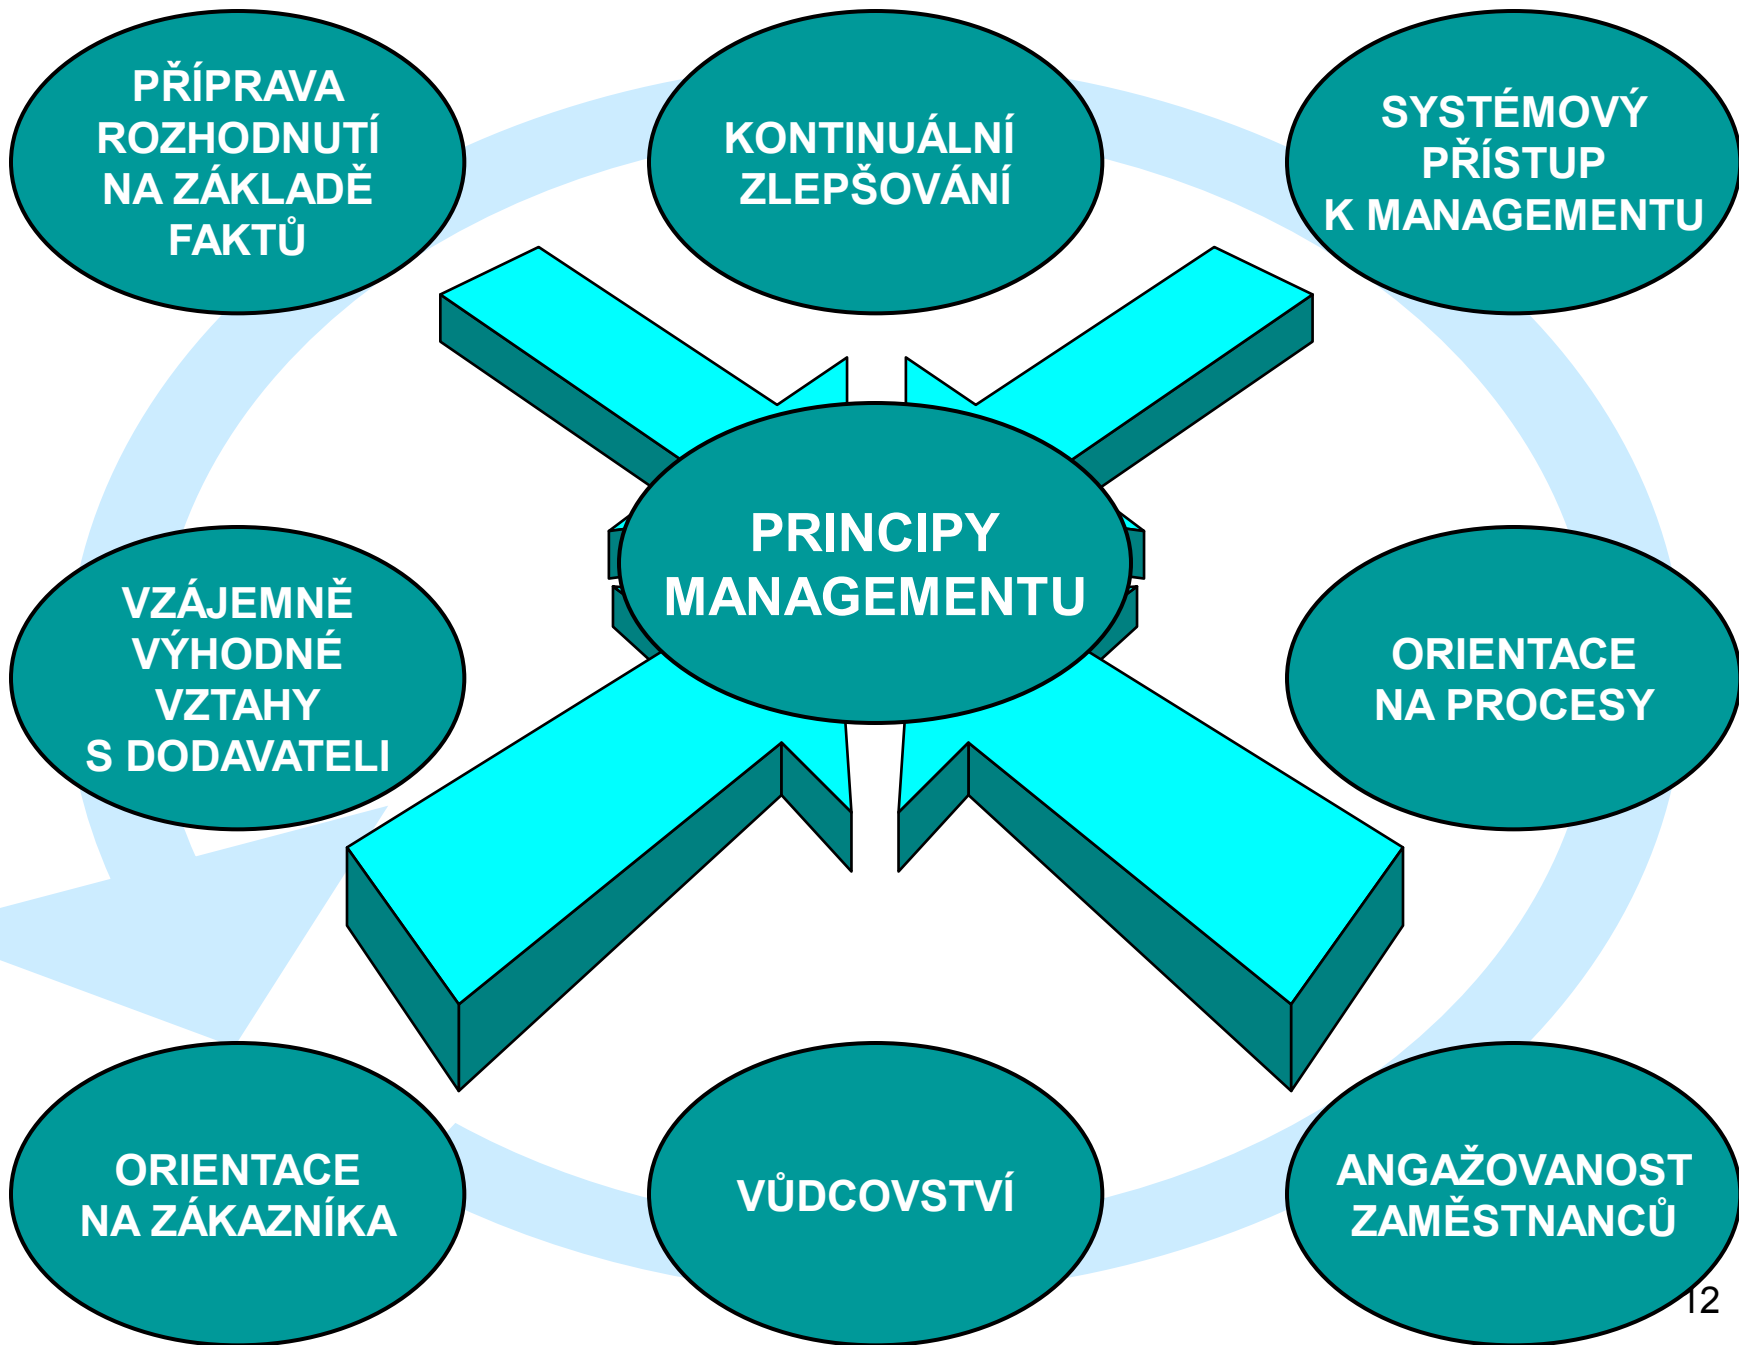 PŘÍPRAVA
ROZHODNUTÍ
NA ZÁKLADĚ
FAKTŮ
KONTINUÁLNÍ
ZLEPŠOVÁNÍ
SYSTÉMOVÝ
PŘÍSTUP
K MANAGEMENTU
PRINCIPY
MANAGEMENTU
VZÁJEMNĚ
VÝHODNÉ
VZTAHY
S DODAVATELI
ORIENTACE
NA PROCESY
ORIENTACE
NA ZÁKAZNÍKA
VŮDCOVSTVÍ
ANGAŽOVANOST
ZAMĚSTNANCŮ
12